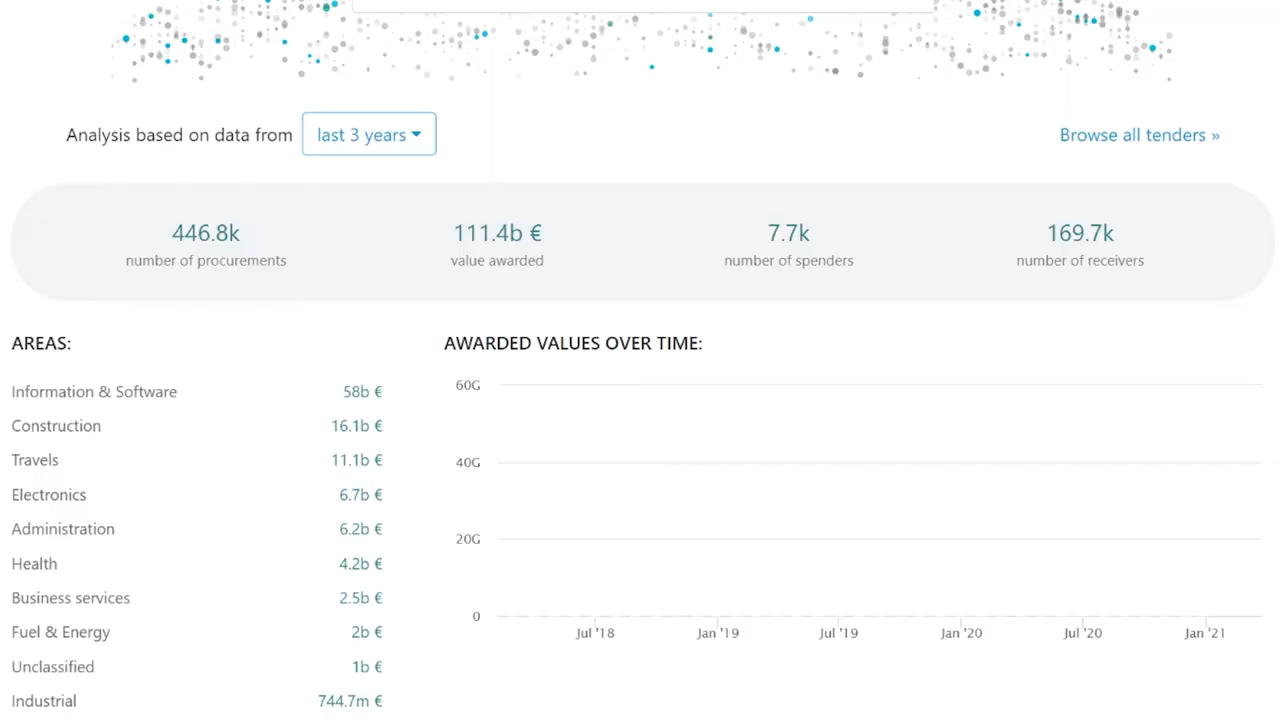 Analysis based on data from last 3 years Browse all tenders »
446.8k 111.4b € 7.7k 169.7k
number of procurements value awarded number of spenders number of receivers
AREAS:
Information & Software 58b €
Construction 16.1b €
Travels 11.1b €
Electronics 6.7b €
Administration 6.2b €
Health 4.2b €
Business services 2.5b €
Fuel & Energy 2b €
Unclassified 1b €
Industrial 744.7m €
AWARDED VALUES OVER TIME:
60G
40G
20G
0
Jul '18 Jan '19 Jul '19 Jan '20 Jul '20 Jan '21